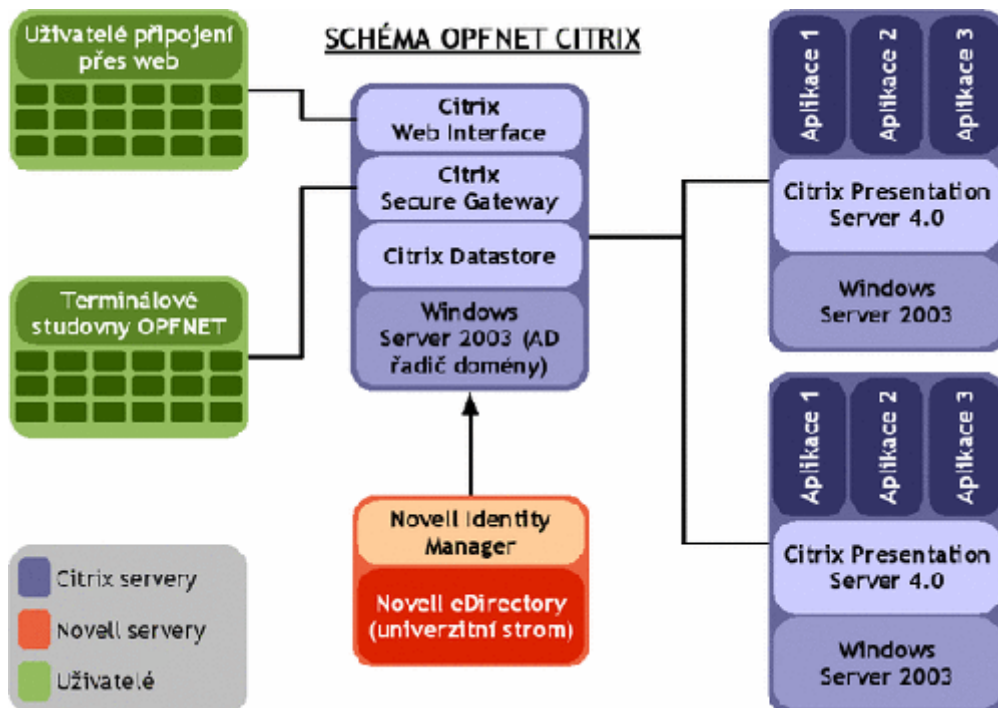 SCHÉMA OPFNET CITRIX
Uživatelé připojení
přes web
Terminálové
studovny OPFNET
Citrix
Web Interface
Citrix
Secure Gateway
Citrix Datastore
Windows
Server 2003 (AD
řadič domény)
Novell Identity
Manager
Novell eDirectory
(univerzitní strom)
Aplikace 1
Aplikace 2
Aplikace 3
Citrix Presentation
Server 4.0
Windows
Server 2003
Aplikace 1
Aplikace 2
Aplikace 3
Citrix Presentation
Server 4.0
Windows
Server 2003
Citrix servery
Novell servery
Uživatelé